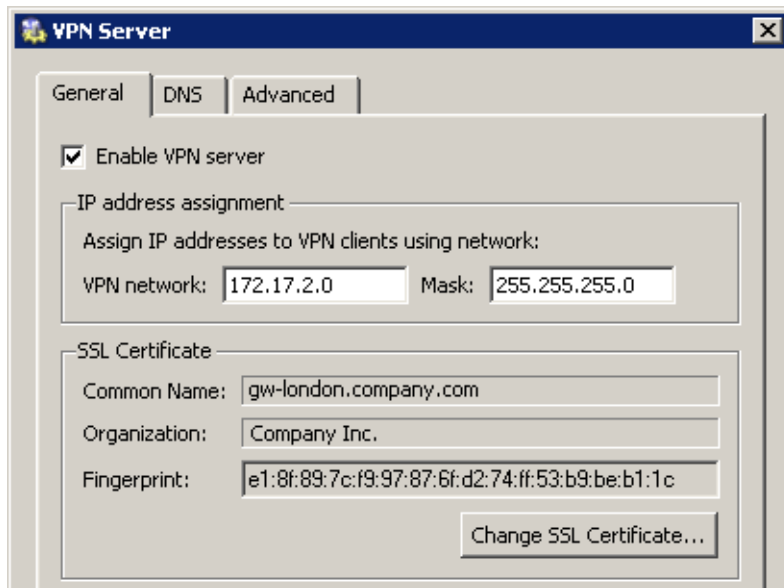 VPN Server
General DNS Advanced
Enable VPN server
IP address assignment
Assign IP addresses to VPN clients using network:
VPN network: 172.17.2.0 Mask: 255.255.255.0
SSL Certificate
Common Name: gw-london.company.com
Organization: Company Inc.
Fingerprint: e1:8f:89:7c:f9:97:87:6f:d2:74:ff:53:b9:be:b1:1c
Change SSL Certificate...